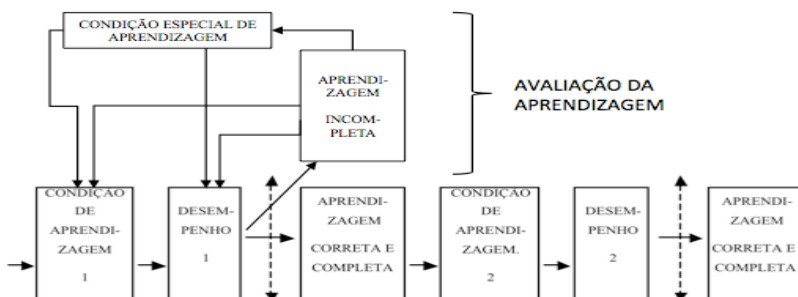 CONDIÇÃO ESPECIAL DE
APRENDIZAGEM
APRENDI-
ZAGEM
INCOM-
PLETA
AVALIAÇÃO DA
APRENDIZAGEM
CONDIÇÃO
DE
APRENDI-
ZAGEM
1
DESEM-
PENHO
1
APRENDI-
ZAGEM
CORRETA E
COMPLETA
CONDIÇÃO
DE
APRENDI-
ZAGEM.
2
DESEM-
PENHO
2
APRENDI-
ZAGEM
CORRETA E
COMPLETA